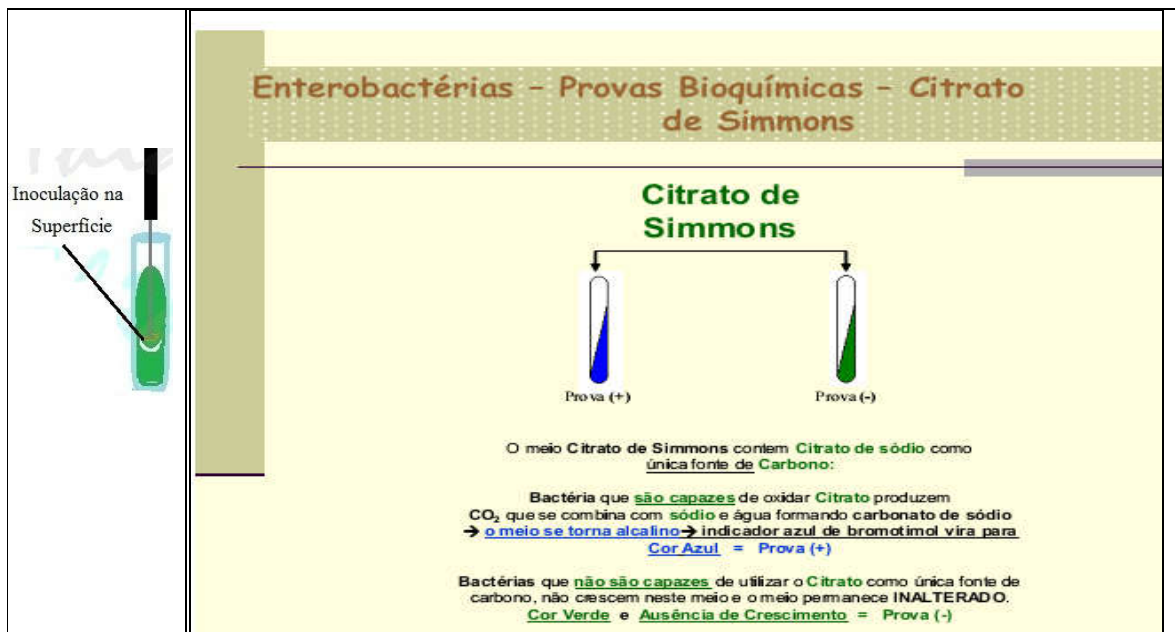 Inoculação na
Superfície
Enterobactérias – Provas Bioquímicas – Citrato
de Simmons
Citrato de
Simmons
Prova (+)
Prova (-)
O meio Citrato de Simmons contem Citrato de sódio como
única fonte de Carbono:
Bactéria que são capazes de oxidar Citrato produzem
CO₂ que se combina com sódio e água formando carbonato de sódio
→ o meio se torna alcalino→ indicador azul de bromotimol vira para
Cor Azul = Prova (+)
Bactérias que não são capazes de utilizar o Citrato como única fonte de
carbono, não crescem neste meio e o meio permanece INALTERADO.
Cor Verde e Ausência de Crescimento = Prova (-)